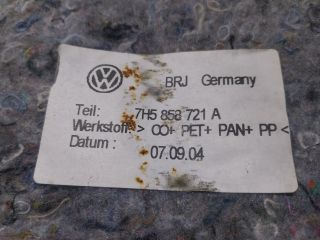 BRJ Germany
Teil: 7H5 858 721 A
Werkstoff: > CO+ PET+ PAN+ PP <
Datum : 07.09.04